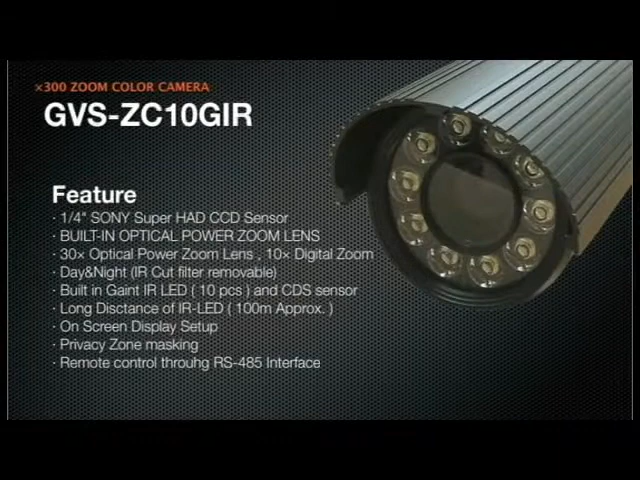 ×300 ZOOM COLOR CAMERA
GVS-ZC10GIR
Feature
· 1/4" SONY Super HAD CCD Sensor
· BUILT-IN OPTICAL POWER ZOOM LENS
· 30× Optical Power Zoom Lens , 10× Digital Zoom
· Day&Night (IR Cut filter removable)
· Built in Gaint IR LED ( 10 pcs ) and CDS sensor
· Long Disctance of IR-LED ( 100m Approx. )
· On Screen Display Setup
· Privacy Zone masking
· Remote control throuhg RS-485 Interface